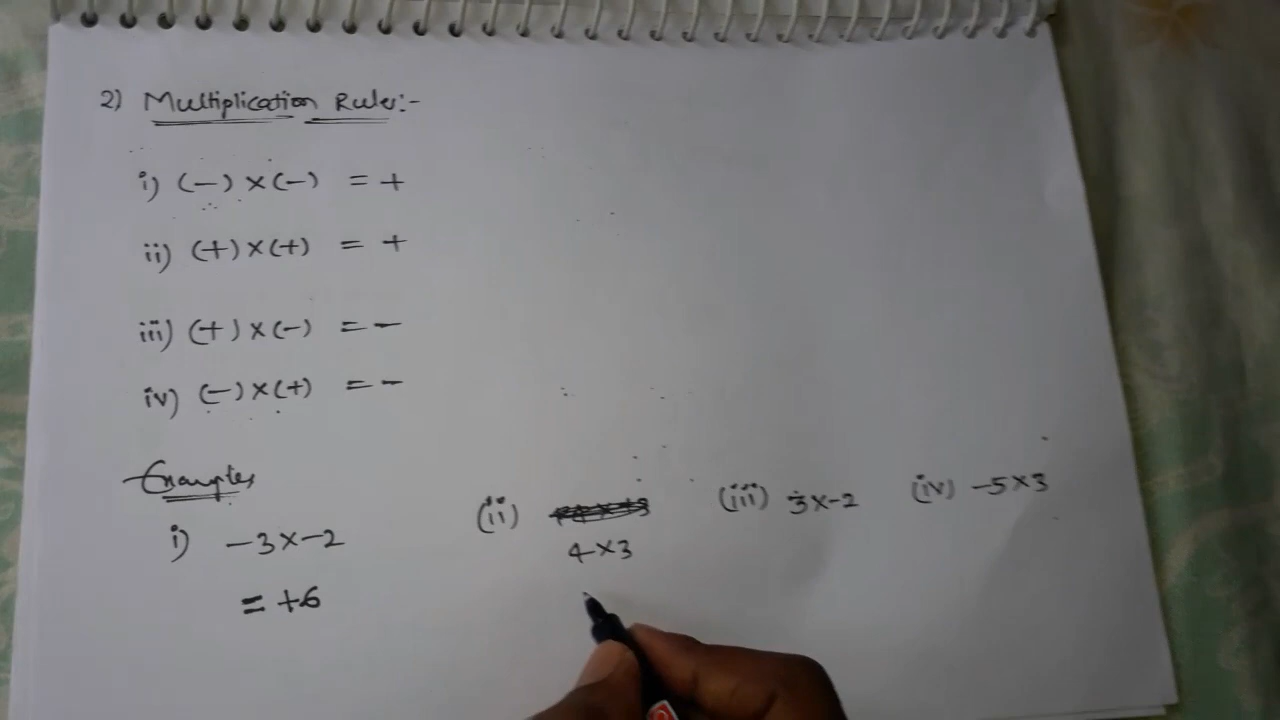 2) Multiplication Rules:-
i) (-) × (-) = +
ii) (+) × (+) = +
iii) (+) × (-) = -
iv) (-) × (+) = -
Examples
i) -3 × -2
= +6
(ii)
4 × 3
(iii) 3 × -2
(iv) -5 × 3